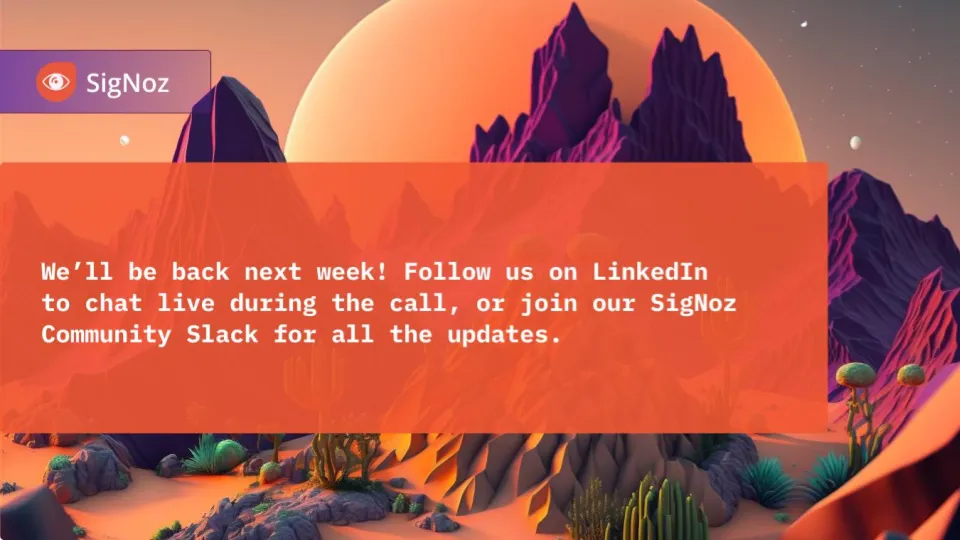 SigNoz
We’ll be back next week! Follow us on LinkedIn
to chat live during the call, or join our SigNoz
Community Slack for all the updates.